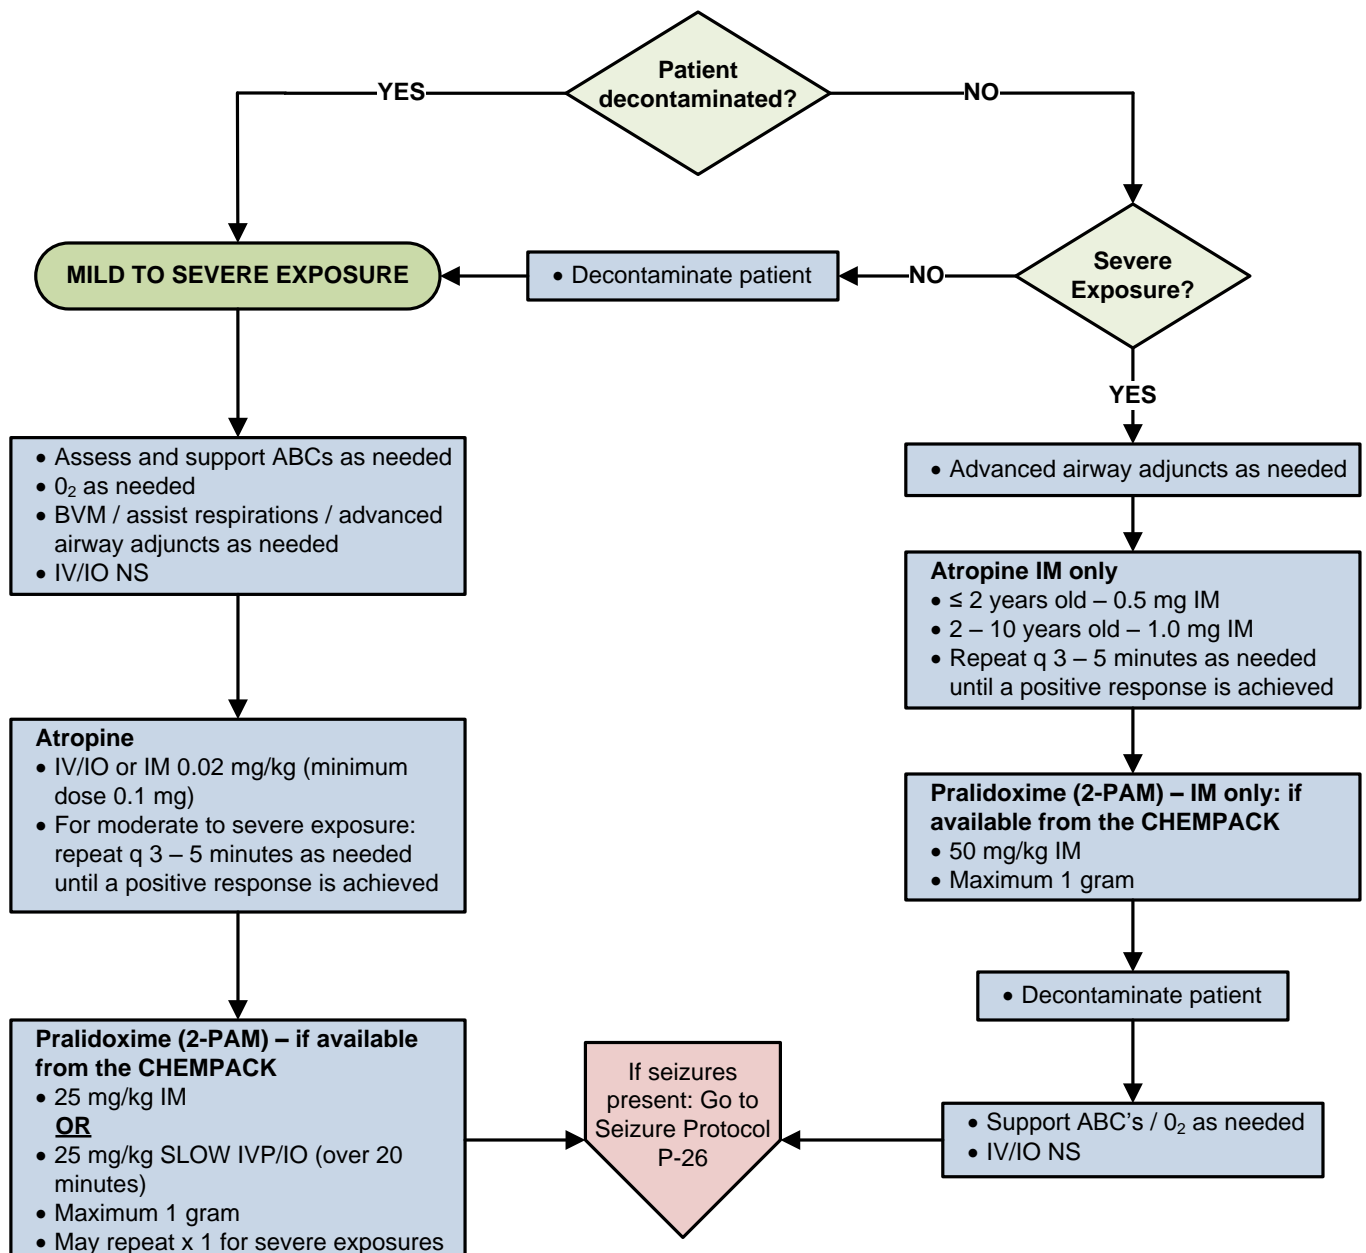 Patient
decontaminated?
YES
NO
MILD TO SEVERE EXPOSURE
• Decontaminate patient
NO
Severe
Exposure?
YES
• Assess and support ABCs as needed
• 0₂ as needed
• BVM / assist respirations / advanced
airway adjuncts as needed
• IV/IO NS
• Advanced airway adjuncts as needed
Atropine IM only
• ≤ 2 years old – 0.5 mg IM
• 2 – 10 years old – 1.0 mg IM
• Repeat q 3 – 5 minutes as needed
until a positive response is achieved
Atropine
• IV/IO or IM 0.02 mg/kg (minimum
dose 0.1 mg)
• For moderate to severe exposure:
repeat q 3 – 5 minutes as needed
until a positive response is achieved
Pralidoxime (2-PAM) – IM only: if
available from the CHEMPACK
• 50 mg/kg IM
• Maximum 1 gram
• Decontaminate patient
Pralidoxime (2-PAM) – if available
from the CHEMPACK
• 25 mg/kg IM
OR
• 25 mg/kg SLOW IVP/IO (over 20
minutes)
• Maximum 1 gram
• May repeat x 1 for severe exposures
If seizures
present: Go to
Seizure Protocol
P-26
• Support ABC's / 0₂ as needed
• IV/IO NS